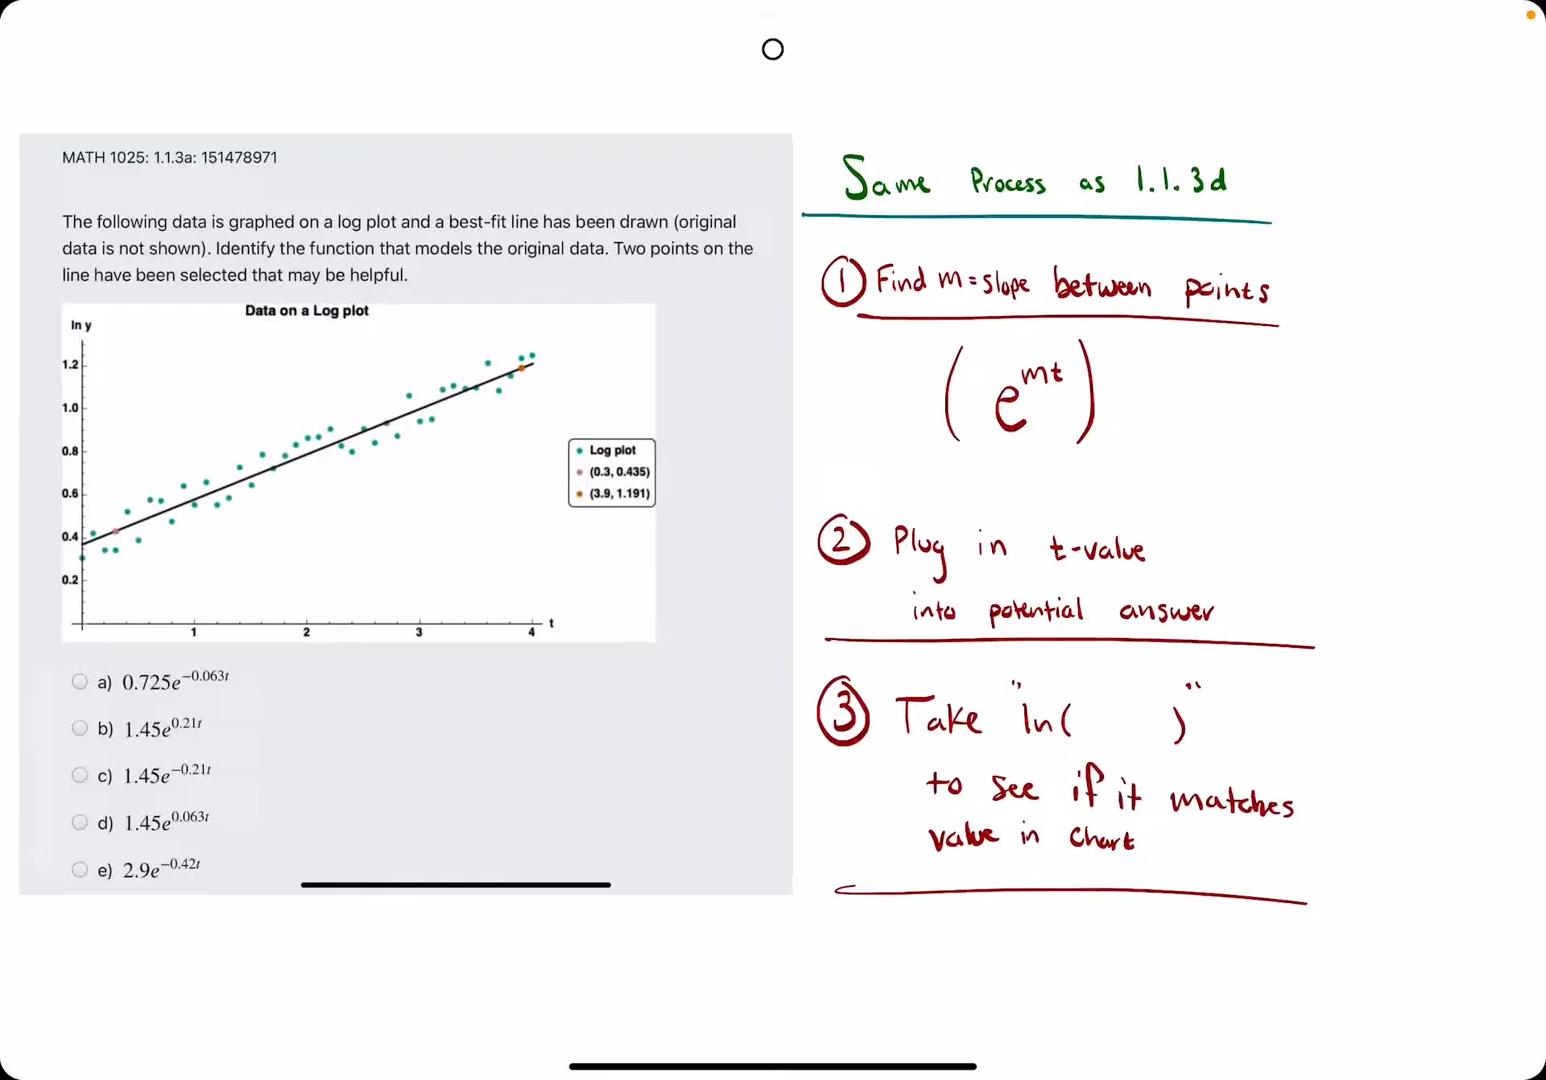 MATH 1025: 1.1.3a: 151478971
The following data is graphed on a log plot and a best-fit line has been drawn (original
data is not shown). Identify the function that models the original data. Two points on the
line have been selected that may be helpful.
Data on a Log plot
ln y
1.2
1.0
0.8
0.6
0.4
0.2
1 2 3 4 t
Log plot
(0.3, 0.435)
(3.9, 1.191)
a) 0.725e^{-0.063t}
b) 1.45e^{0.21t}
c) 1.45e^{-0.21t}
d) 1.45e^{0.063t}
e) 2.9e^{-0.42t}
Same Process as 1.1.3d
① Find m = slope between points
(e^{mt})
② Plug in t-value
into potential answer
③ Take "ln( )"
to see if it matches
value in chart